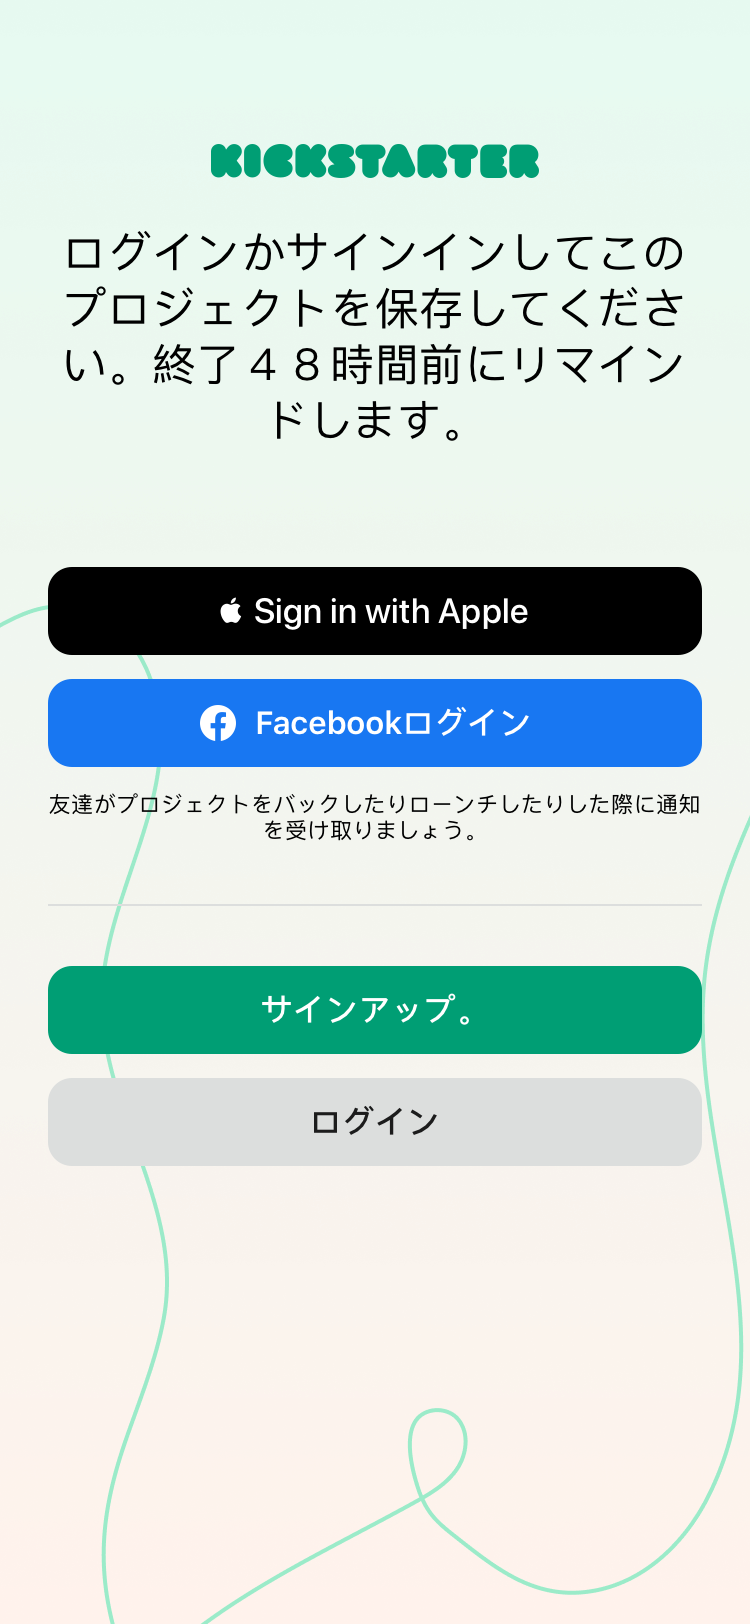 KICKSTARTER
ログインかサインインしてこの
プロジェクトを保存してくださ
い。終了４８時間前にリマイン
ドします。
Sign in with Apple
Facebookログイン
友達がプロジェクトをバックしたりローンチしたりした際に通知
を受け取りましょう。
サインアップ。
ログイン